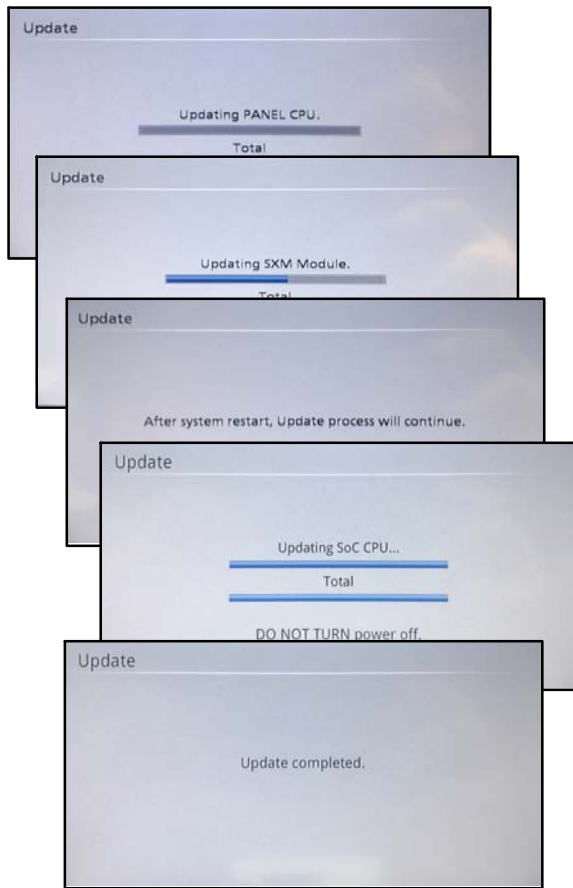 Update
Updating PANEL CPU.
Total
Update
Updating SXM Module.
Total
Update
After system restart, Update process will continue.
Update
Updating SoC CPU...
Total
DO NOT TURN power off.
Update
Update completed.